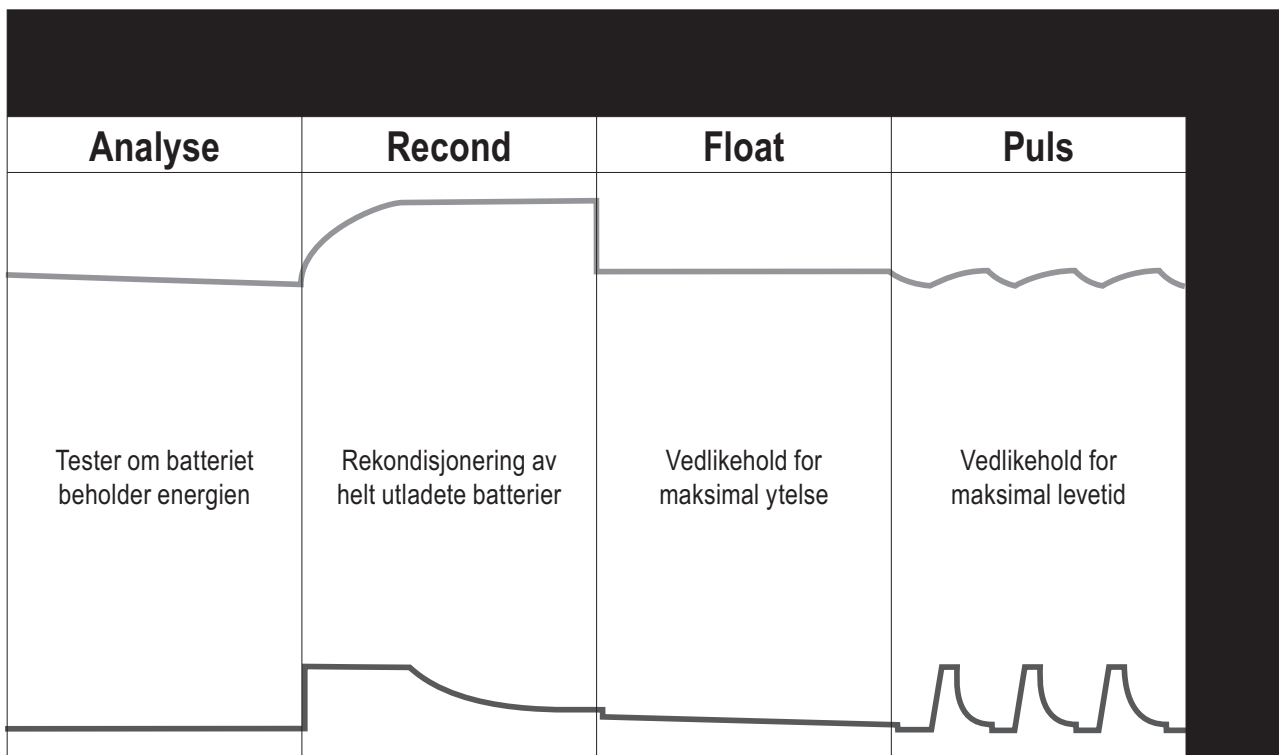 Analyse
Recond
Float
Puls
Tester om batteriet
beholder energien
Rekondisjonering av
helt utladete batterier
Vedlikehold for
maksimal ytelse
Vedlikehold for
maksimal levetid